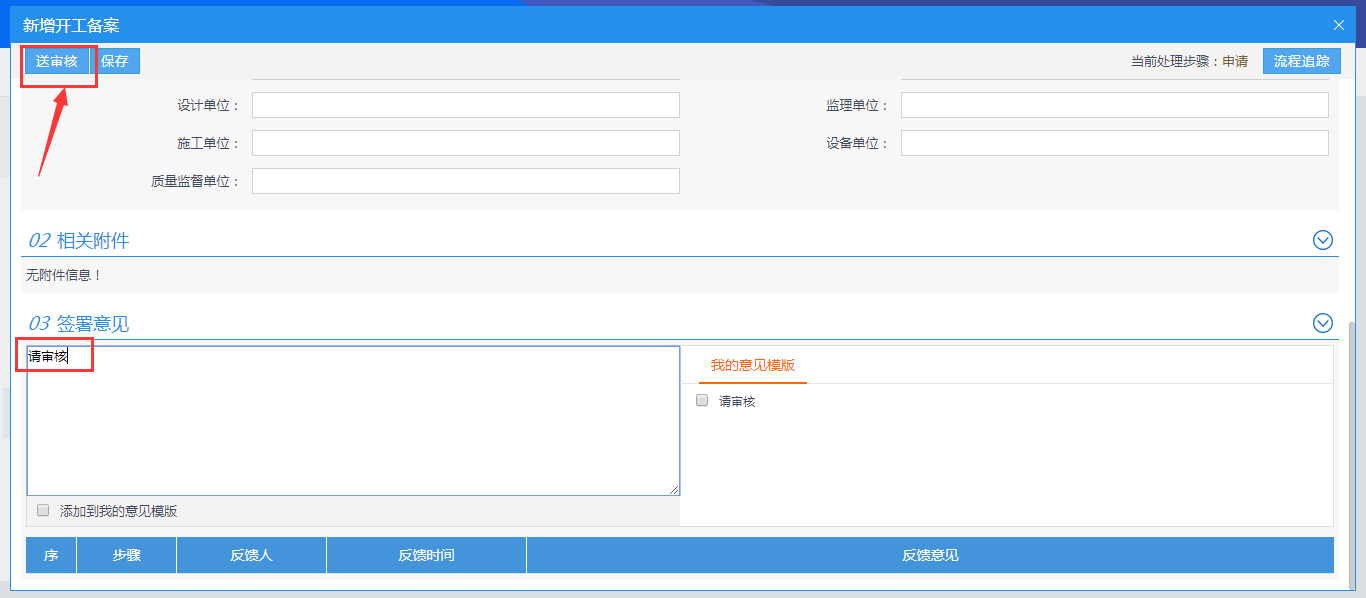 新增开工备案
送审核 保存 当前处理步骤：申请 流程追踪
设计单位： 监理单位：
施工单位： 设备单位：
质量监督单位：
02 相关附件
无附件信息！
03 签署意见
请审核
我的意见模版
请审核
添加到我的意见模版
序 步骤 反馈人 反馈时间 反馈意见